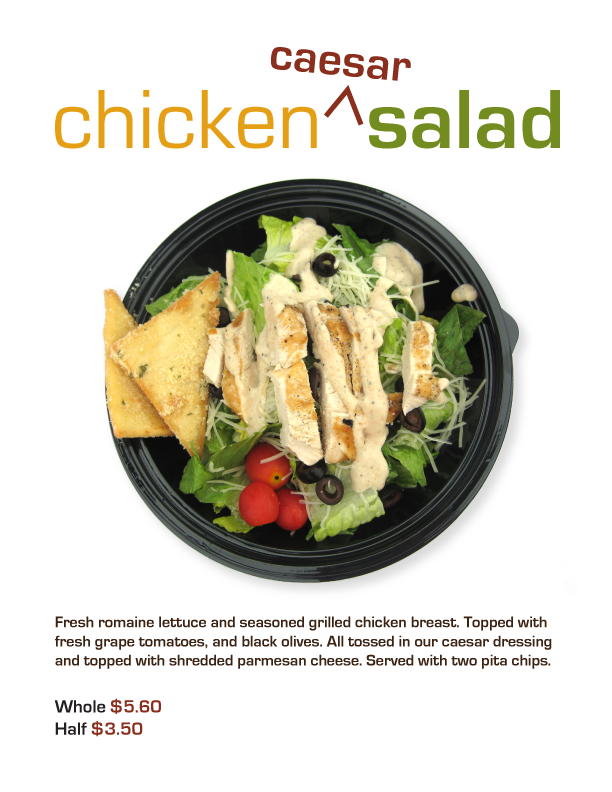 caesar
chicken salad
Fresh romaine lettuce and seasoned grilled chicken breast. Topped with
fresh grape tomatoes, and black olives. All tossed in our caesar dressing
and topped with shredded parmesan cheese. Served with two pita chips.
Whole $5.60
Half $3.50